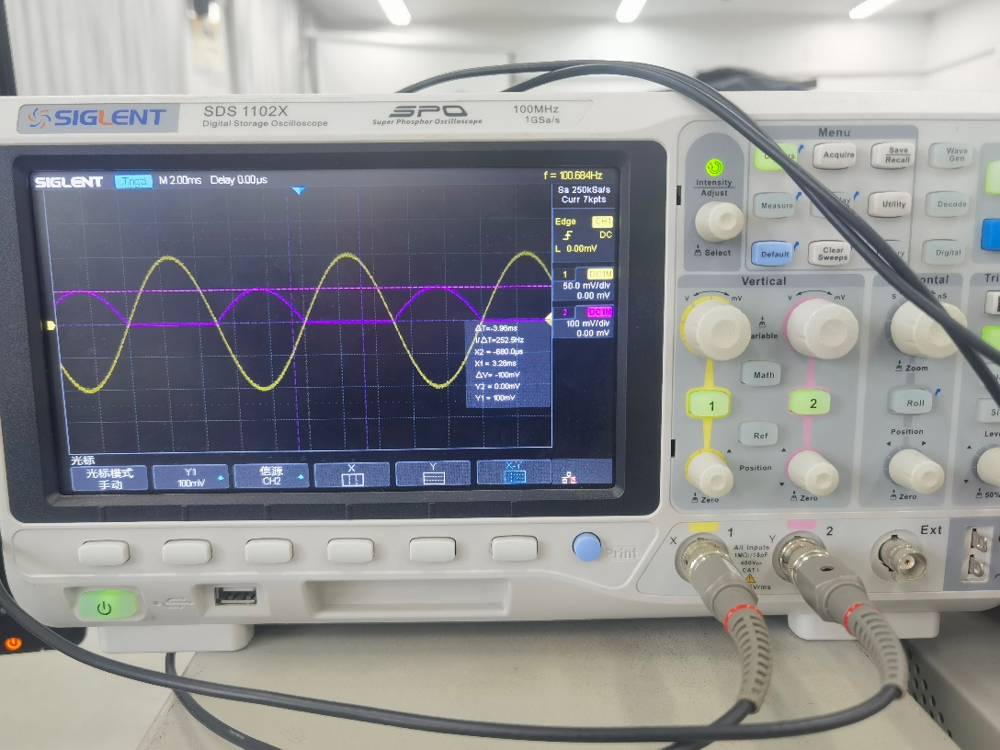 SIGLENT
SDS 1102X
Digital Storage Oscilloscope
SPO
Super Phosphor Oscilloscope
100MHz
1GSa/s
SIGLENT
Trig'd
M 2.00ms
Delay 0.00μs
f = 100.684Hz
Sa 250kSa/s
Curr 7kpts
Edge CH1
DC
L 0.00mV
1 DC1M
50.0 mV/div
0.00 mV
2 DC1M
100 mV/div
0.00 mV
ΔT=-3.96ms
1/ΔT=252.5Hz
X2 = -680.0μs
X1 = 3.28ms
ΔV= -100mV
Y2 = 0.00mV
Y1 = 100mV
光标
光标模式
手动
Y1
100mV
信源
CH2
X
Y
X-Y
Print
Menu
Intensity
Adjust
Select
Acquire
Save
Recall
Wave
Gen
Measure
Utility
Decode
Default
Clear
Sweeps
Digital
Vertical
V mV
V mV
Variable
Math
1
2
Ref
Position
Zero
Zero
S nS
Zoom
Roll
Position
Zero
Leve
50%
X 1
Y 2
All Inputs
1MΩ//18pF
400Vpk
CAT I
Vrms
Ext